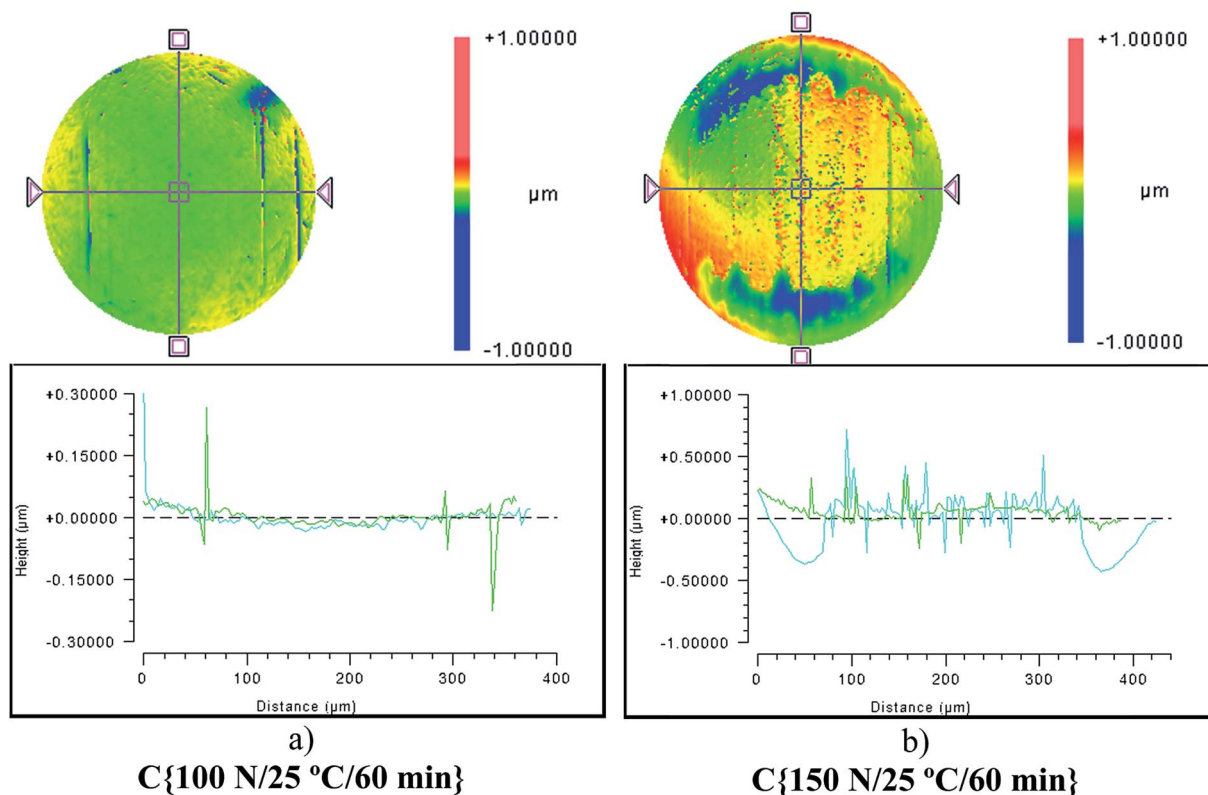 +1.00000
µm
-1.00000
+1.00000
µm
-1.00000
+0.30000
+0.15000
+0.00000
-0.15000
-0.30000
Height (µm)
0
100
200
300
400
Distance (µm)
+1.00000
+0.50000
+0.00000
-0.50000
-1.00000
Height (µm)
0
100
200
300
400
Distance (µm)
a)
C{100 N/25 ºC/60 min}
b)
C{150 N/25 ºC/60 min}